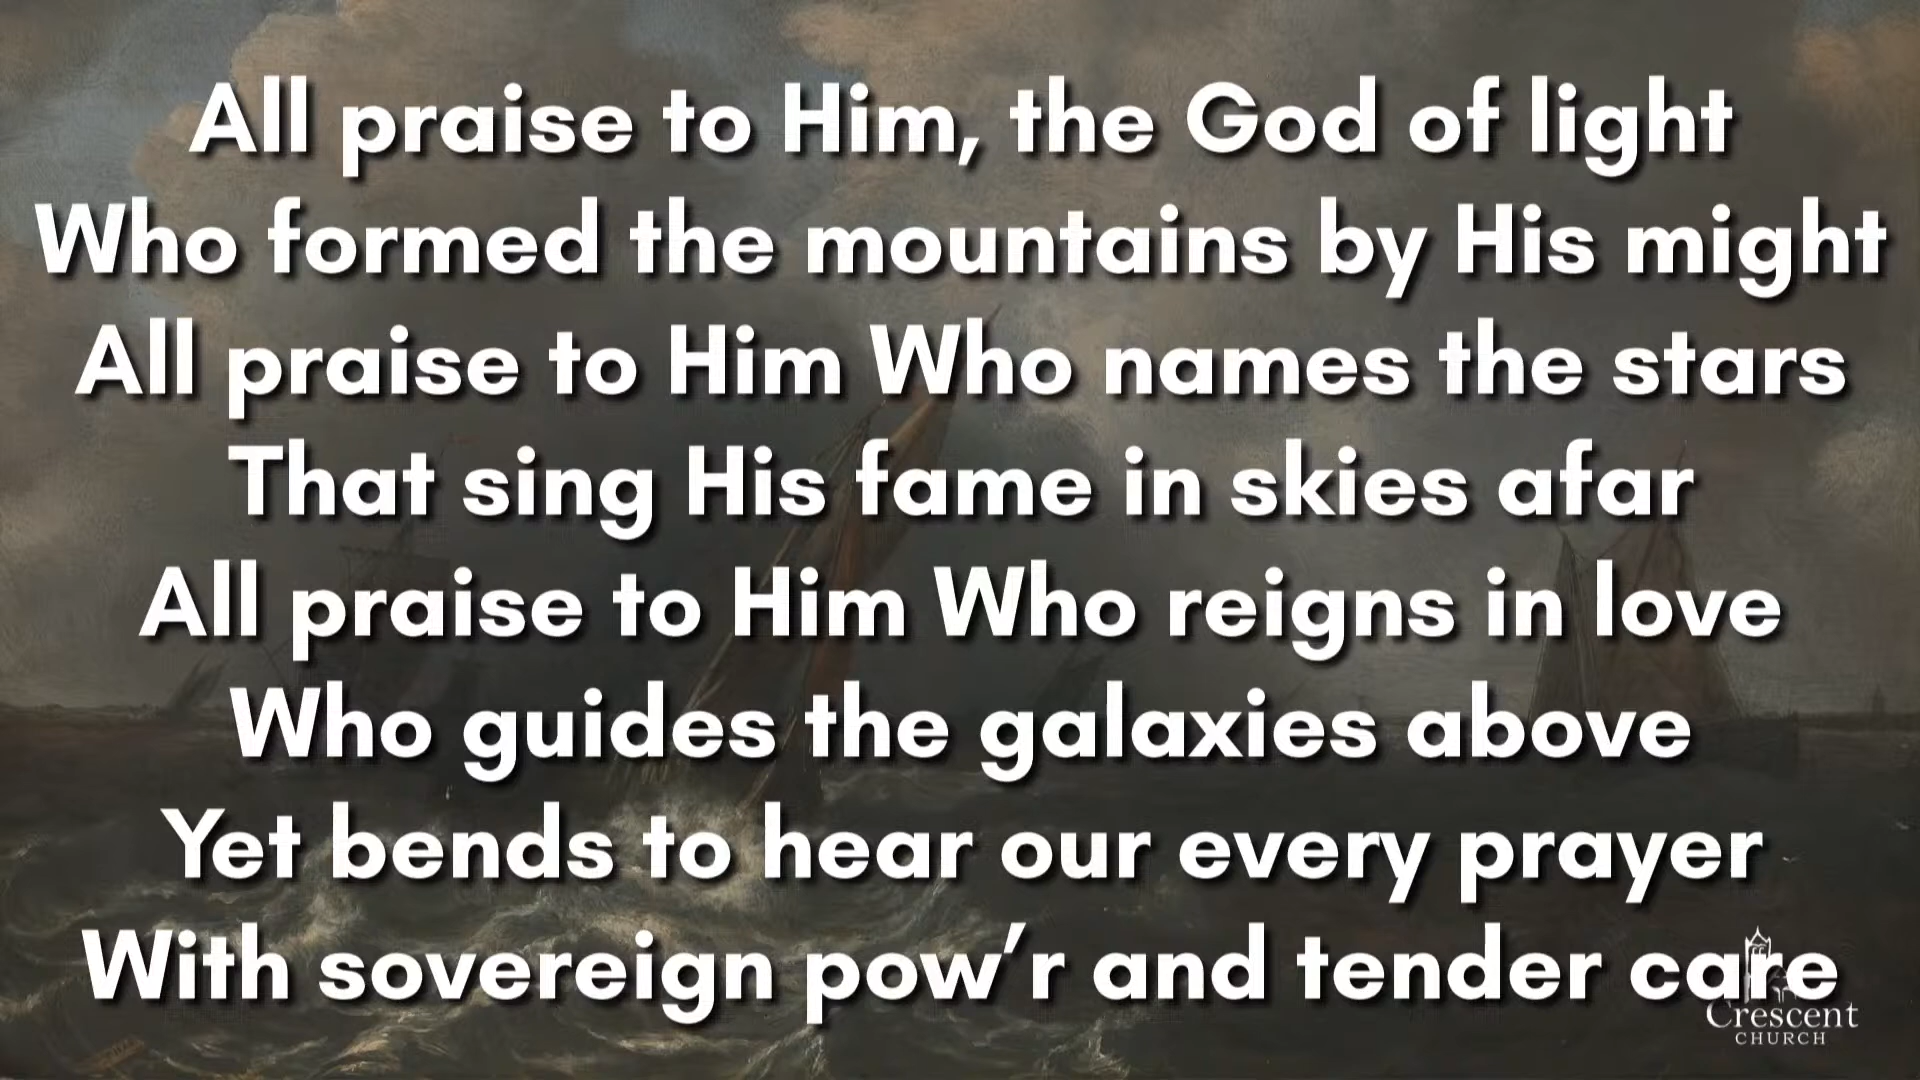 All praise to Him, the God of light
Who formed the mountains by His might
All praise to Him Who names the stars
That sing His fame in skies afar
All praise to Him Who reigns in love
Who guides the galaxies above
Yet bends to hear our every prayer
With sovereign pow’r and tender care
Crescent
CHURCH